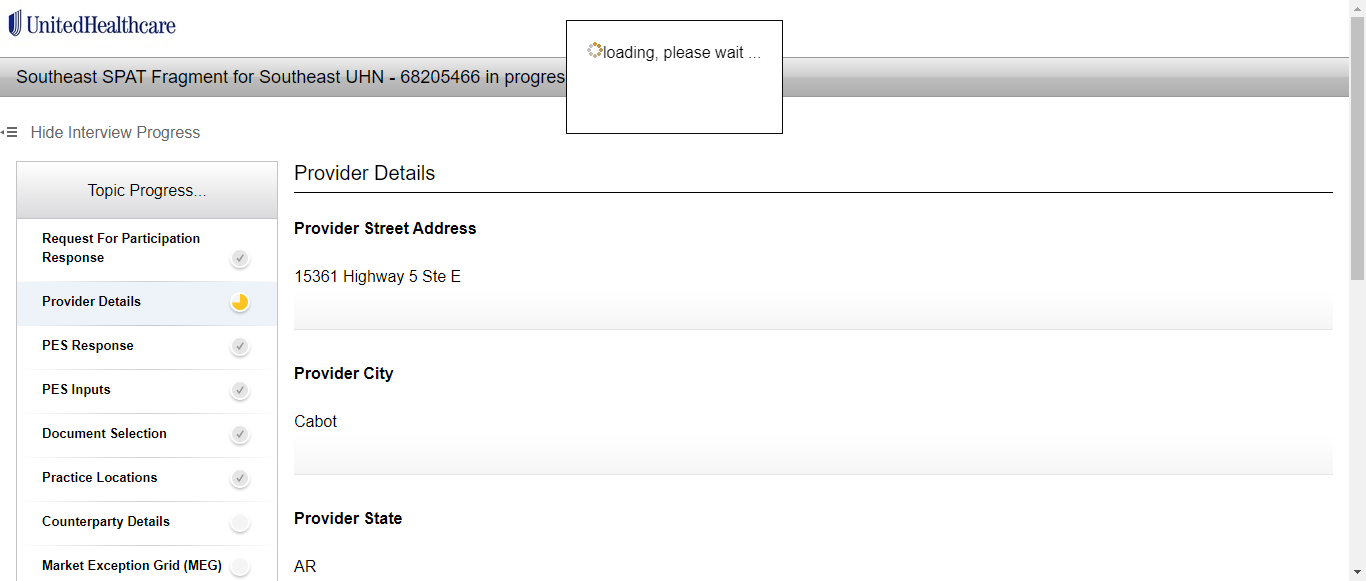 UnitedHealthcare
loading, please wait ...
Southeast SPAT Fragment for Southeast UHN - 68205466 in progres
Hide Interview Progress
Topic Progress...
Request For Participation
Response
Provider Details
PES Response
PES Inputs
Document Selection
Practice Locations
Counterparty Details
Market Exception Grid (MEG)
Provider Details
Provider Street Address
15361 Highway 5 Ste E
Provider City
Cabot
Provider State
AR